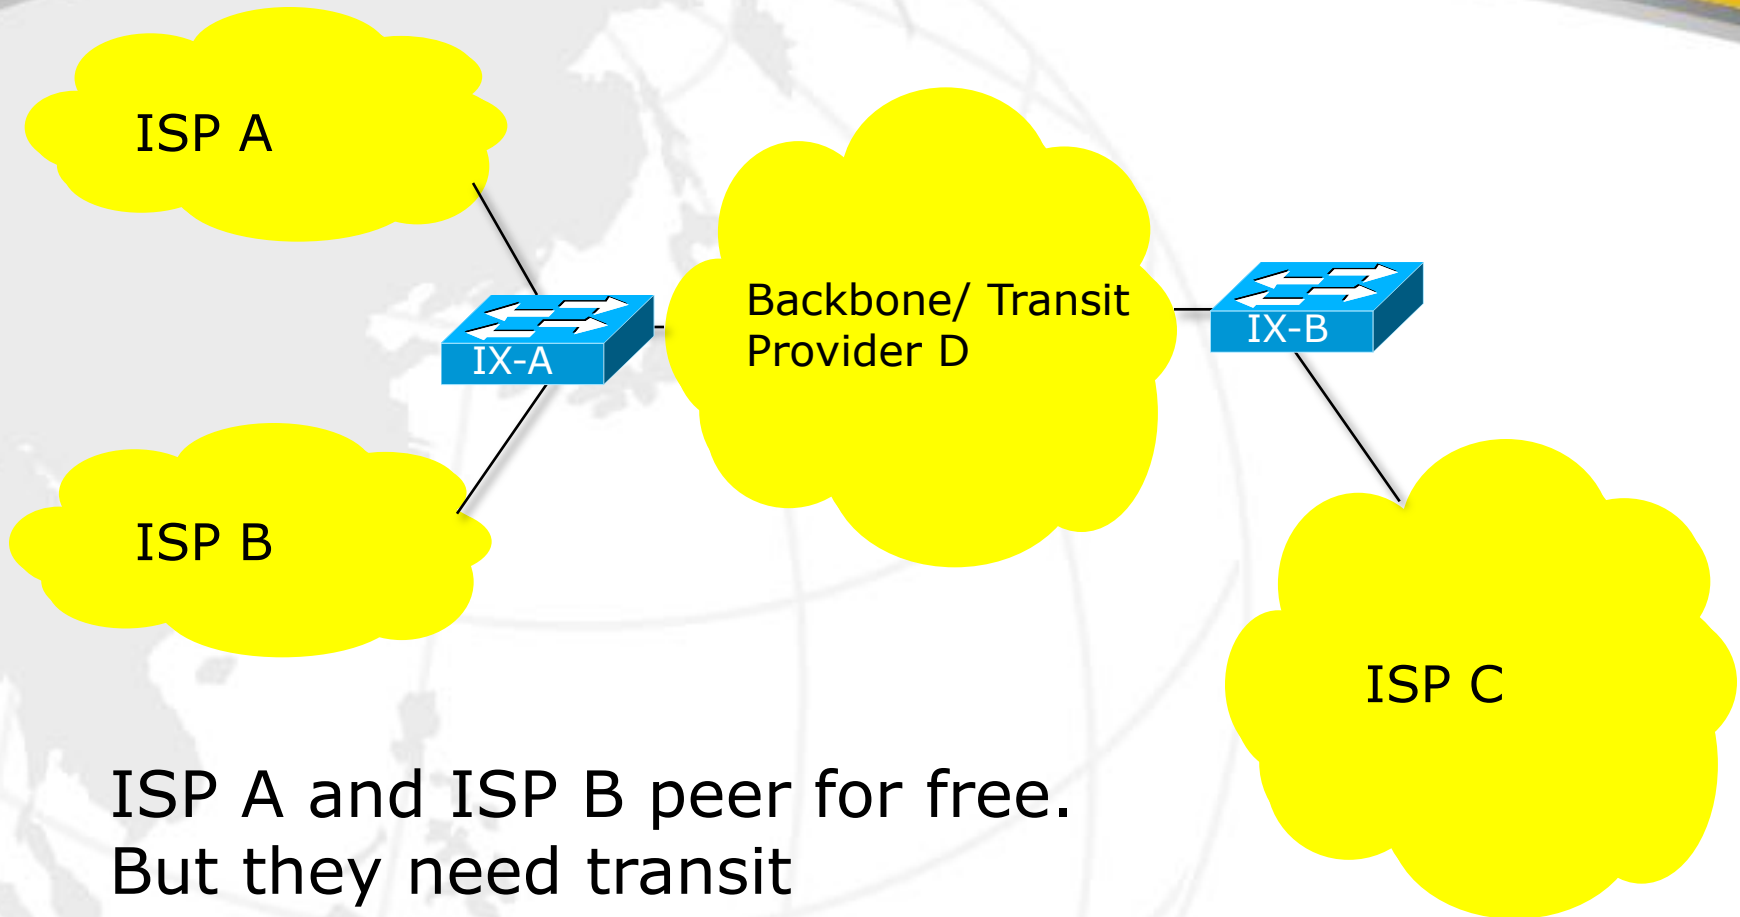 ISP A
Backbone/ Transit
Provider D
IX-A
IX-B
ISP B
ISP C
ISP A and ISP B peer for free.
But they need transit